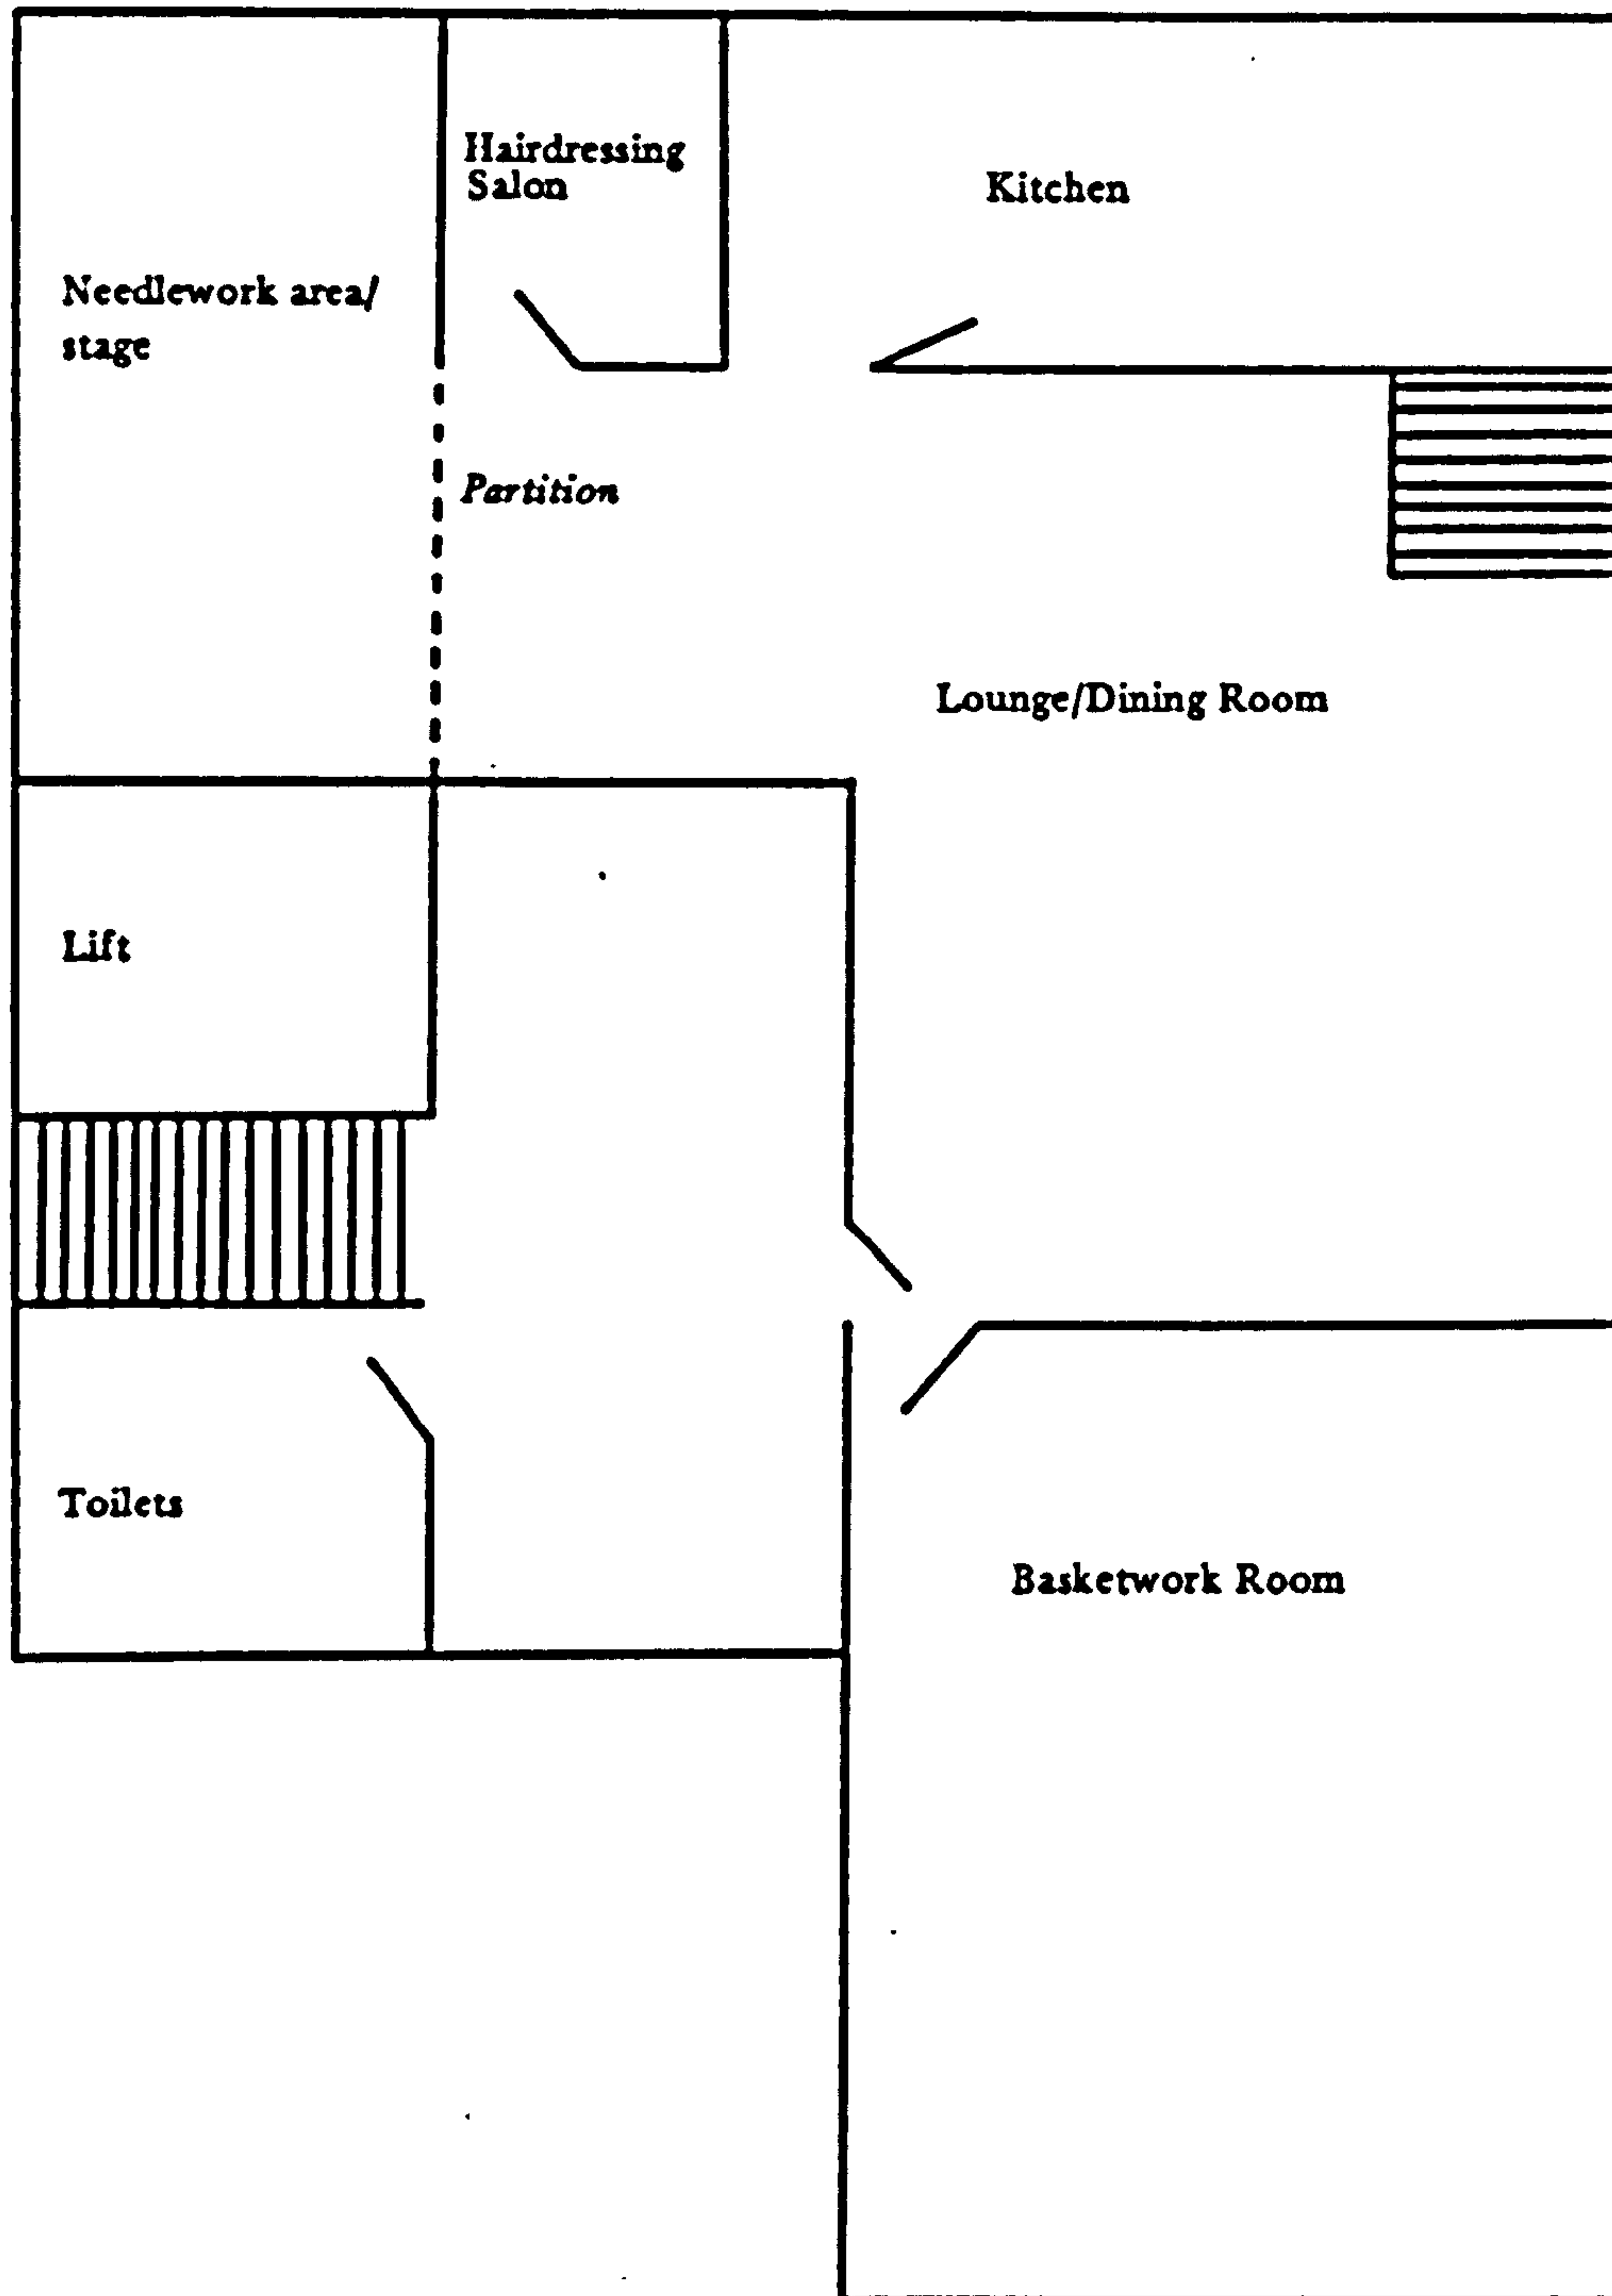 Hairdressing
Salon
Kitchen
Needlework area/
stage
Partition
Lounge/Dining Room
Lift
Toilets
Basketwork Room